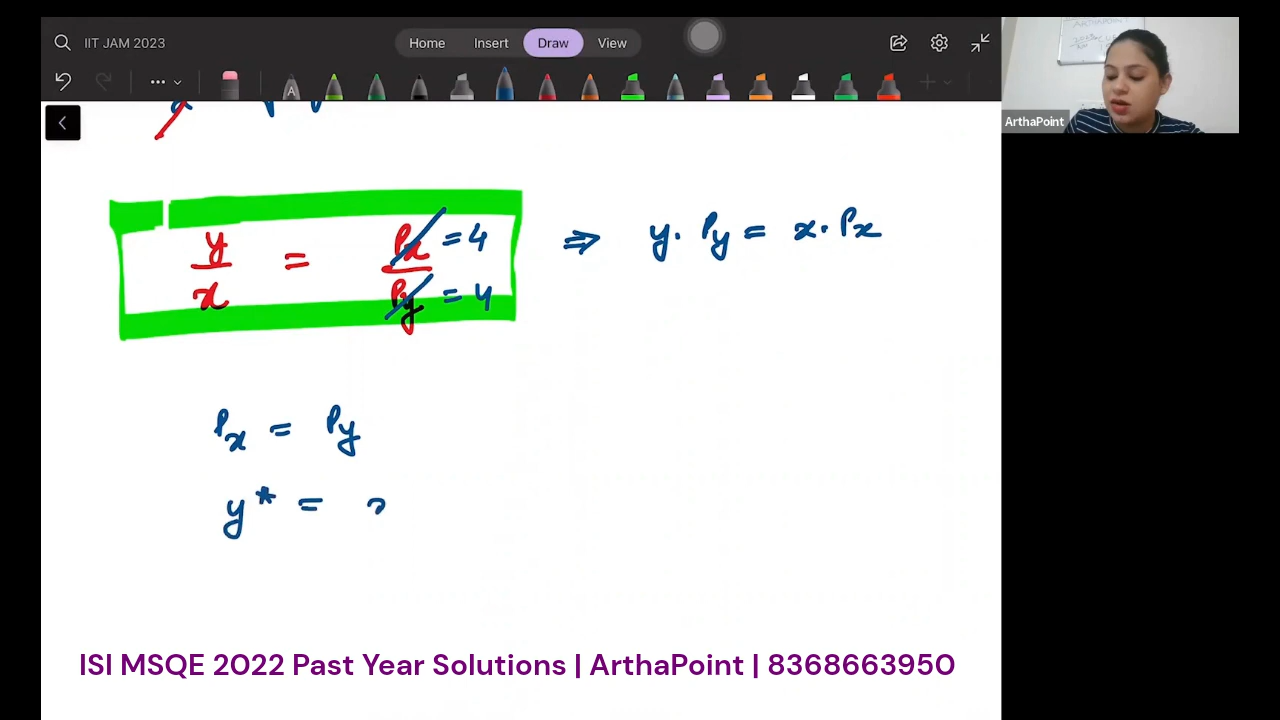 IIT JAM 2023
Home Insert Draw View
A
ARTHAPOINT
ArthaPoint
y/x = Px/Py = 4 = 4 ⇒ y. Py = x. Px
Px = Py
y* =
ISI MSQE 2022 Past Year Solutions | ArthaPoint | 8368663950